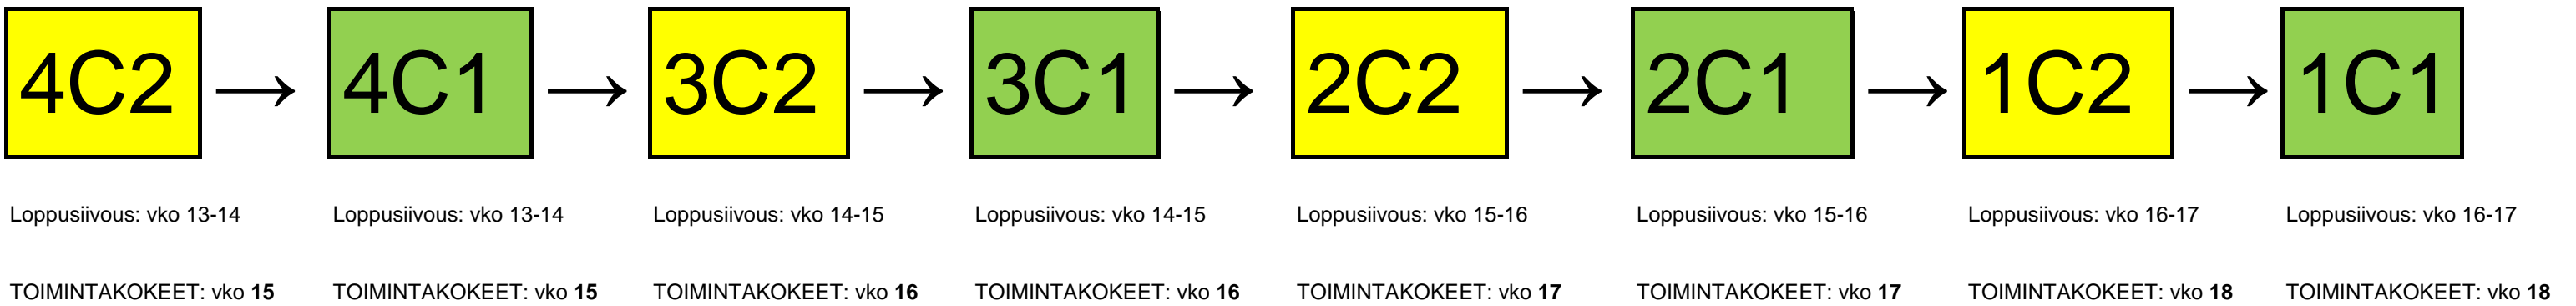 4C2 → 4C1 → 3C2 → 3C1 → 2C2 → 2C1 → 1C2 → 1C1
Loppusiivous: vko 13-14 Loppusiivous: vko 13-14 Loppusiivous: vko 14-15 Loppusiivous: vko 14-15 Loppusiivous: vko 15-16 Loppusiivous: vko 15-16 Loppusiivous: vko 16-17 Loppusiivous: vko 16-17
TOIMINTAKOKEET: vko 15 TOIMINTAKOKEET: vko 15 TOIMINTAKOKEET: vko 16 TOIMINTAKOKEET: vko 16 TOIMINTAKOKEET: vko 17 TOIMINTAKOKEET: vko 17 TOIMINTAKOKEET: vko 18 TOIMINTAKOKEET: vko 18